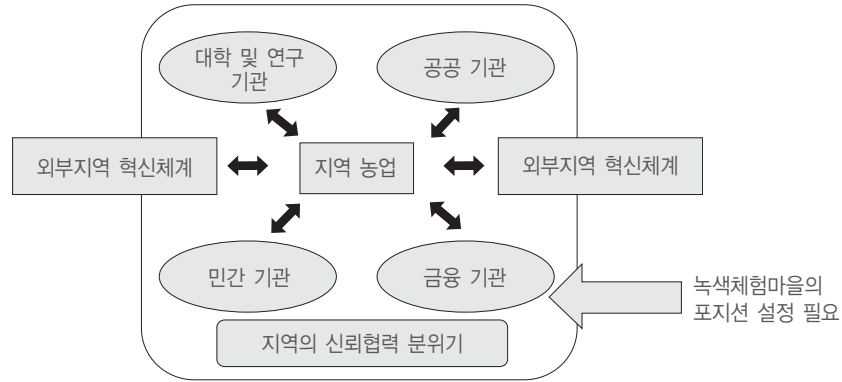 대학 및 연구
기관
공공 기관
외부지역 혁신체계
지역 농업
외부지역 혁신체계
민간 기관
금융 기관
녹색체험마을의
포지션 설정 필요
지역의 신뢰협력 분위기